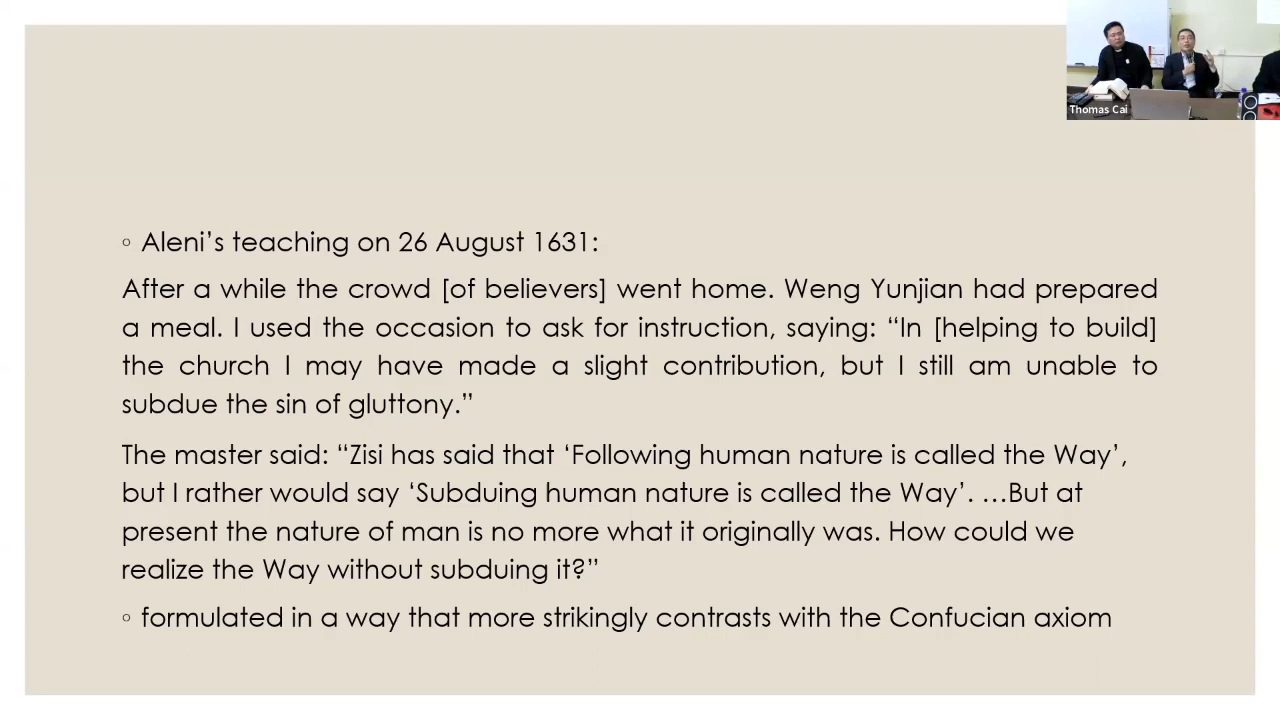 Thomas Cai
◦ Aleni’s teaching on 26 August 1631:
After a while the crowd [of believers] went home. Weng Yunjian had prepared
a meal. I used the occasion to ask for instruction, saying: “In [helping to build]
the church I may have made a slight contribution, but I still am unable to
subdue the sin of gluttony.”
The master said: “Zisi has said that ‘Following human nature is called the Way’,
but I rather would say ‘Subduing human nature is called the Way’. …But at
present the nature of man is no more what it originally was. How could we
realize the Way without subduing it?”
◦ formulated in a way that more strikingly contrasts with the Confucian axiom